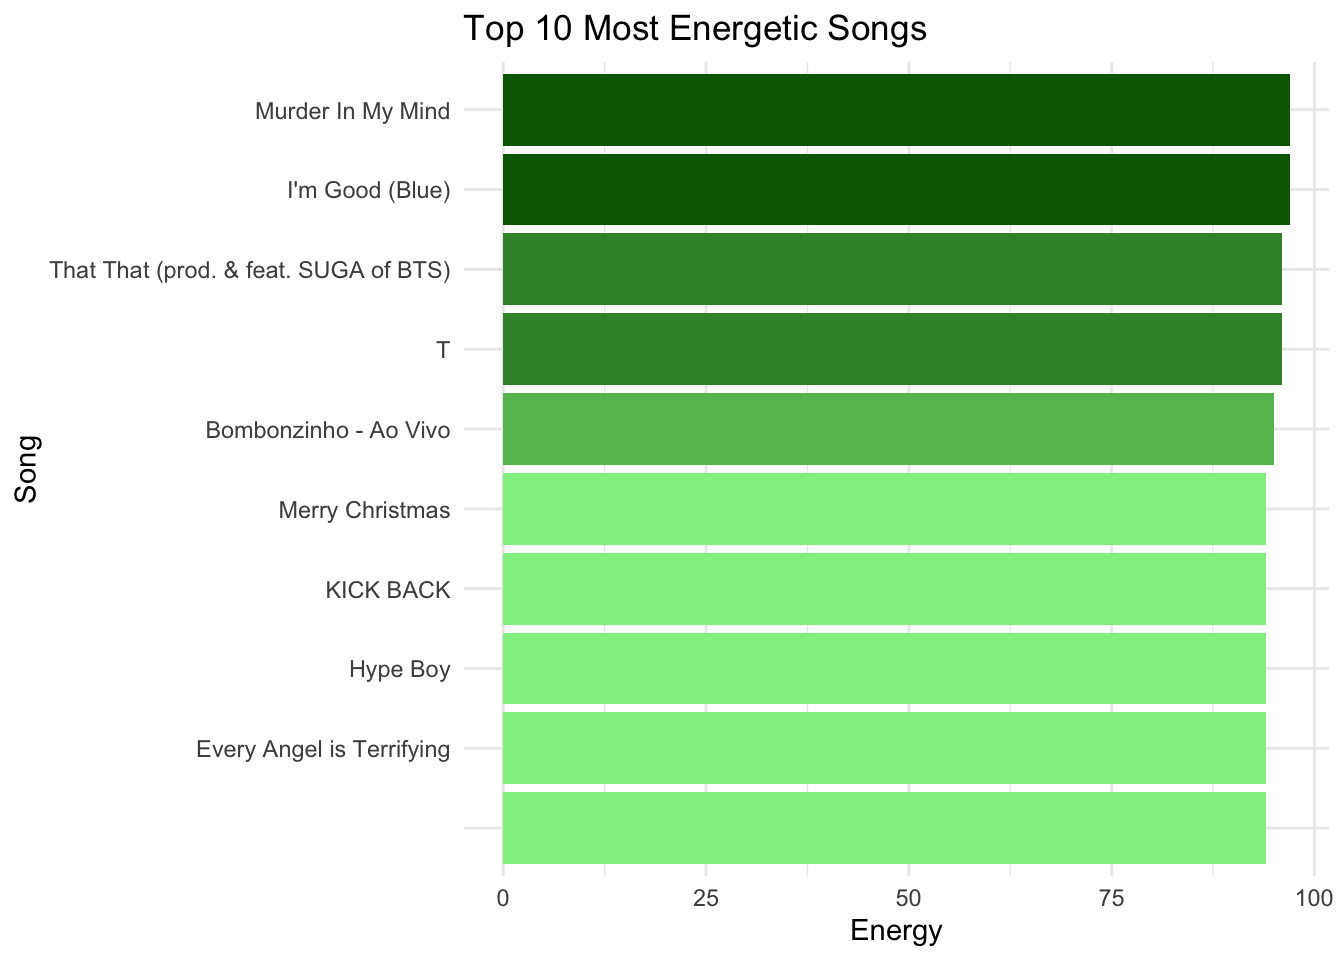 Top 10 Most Energetic Songs
Murder In My Mind
I'm Good (Blue)
That That (prod. & feat. SUGA of BTS)
T
Bombonzinho - Ao Vivo
Merry Christmas
KICK BACK
Hype Boy
Every Angel is Terrifying
Song
0 25 50 75 100
Energy